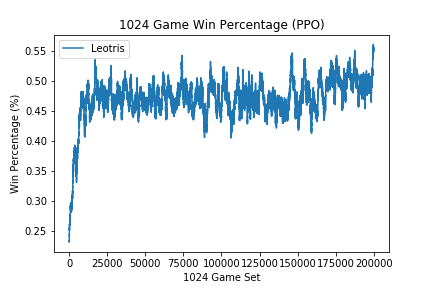 1024 Game Win Percentage (PPO)
Leotris
0.55
0.50
0.45
0.40
0.35
0.30
0.25
Win Percentage (%)
0 25000 50000 75000 100000 125000 150000 175000 200000
1024 Game Set